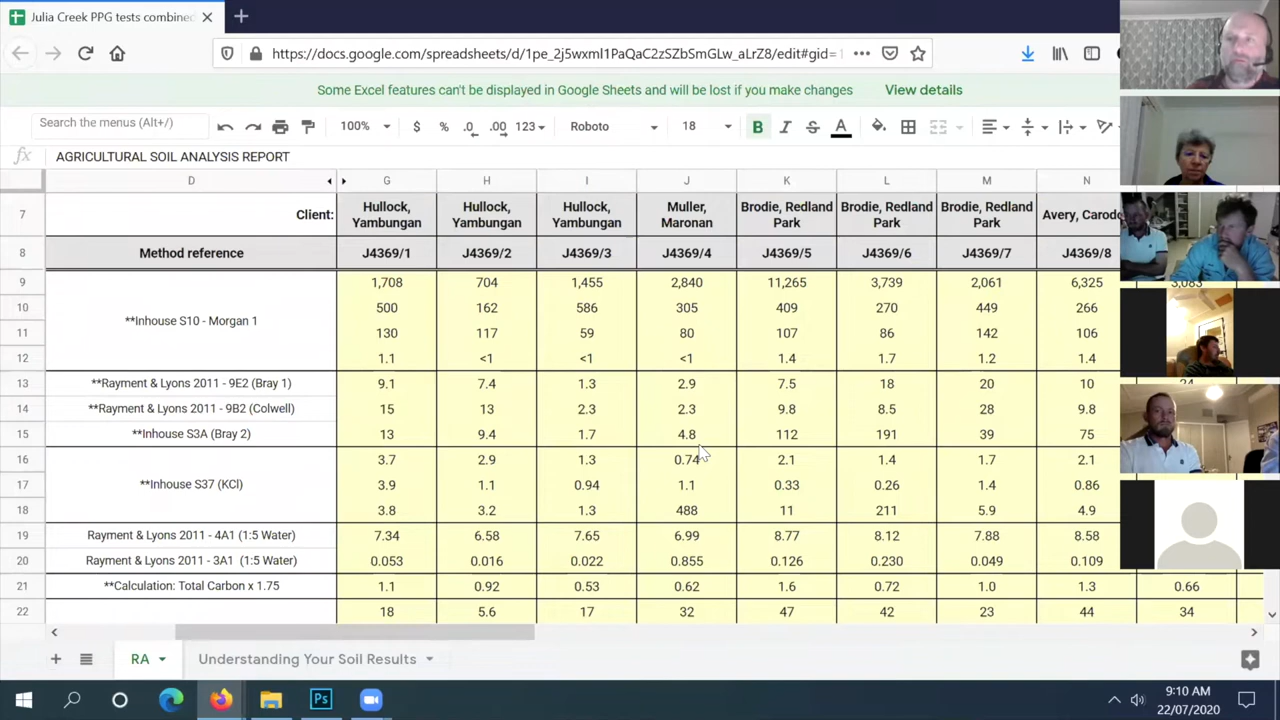 Julia Creek PPG tests combined
https://docs.google.com/spreadsheets/d/1pe_2j5wxml1PaQaC2zSZbSmGLw_aLrZ8/edit#gid=1
Some Excel features can't be displayed in Google Sheets and will be lost if you make changes View details
Search the menus (Alt+/) 100% $ % .0 .00 123 Roboto 18 B I S A
fx AGRICULTURAL SOIL ANALYSIS REPORT
D G H I J K L M N
7 Client: Hullock, Yambungan Hullock, Yambungan Hullock, Yambungan Muller, Maronan Brodie, Redland Park Brodie, Redland Park Brodie, Redland Park Avery,
8 Method reference J4369/1 J4369/2 J4369/3 J4369/4 J4369/5 J4369/6 J4369/7 J4369/8
9 1,708 704 1,455 2,840 11,265 3,739 2,061 6,325 3,083
10 **Inhouse S10 - Morgan 1 500 162 586 305 409 270 449 266
11 130 117 59 80 107 86 142 106
12 1.1 <1 <1 <1 1.4 1.7 1.2 1.4
13 **Rayment & Lyons 2011 - 9E2 (Bray 1) 9.1 7.4 1.3 2.9 7.5 18 20 10
14 **Rayment & Lyons 2011 - 9B2 (Colwell) 15 13 2.3 2.3 9.8 8.5 28 9.8
15 **Inhouse S3A (Bray 2) 13 9.4 1.7 4.8 112 191 39 75
16 3.7 2.9 1.3 0.74 2.1 1.4 1.7 2.1
17 **Inhouse S37 (KCl) 3.9 1.1 0.94 1.1 0.33 0.26 1.4 0.86
18 3.8 3.2 1.3 488 11 211 5.9 4.9
19 Rayment & Lyons 2011 - 4A1 (1:5 Water) 7.34 6.58 7.65 6.99 8.77 8.12 7.88 8.58
20 Rayment & Lyons 2011 - 3A1 (1:5 Water) 0.053 0.016 0.022 0.855 0.126 0.230 0.049 0.109
21 **Calculation: Total Carbon x 1.75 1.1 0.92 0.53 0.62 1.6 0.72 1.0 1.3 0.66
22 18 5.6 17 32 47 42 23 44 34
RA Understanding Your Soil Results
Ps
9:10 AM
22/07/2020